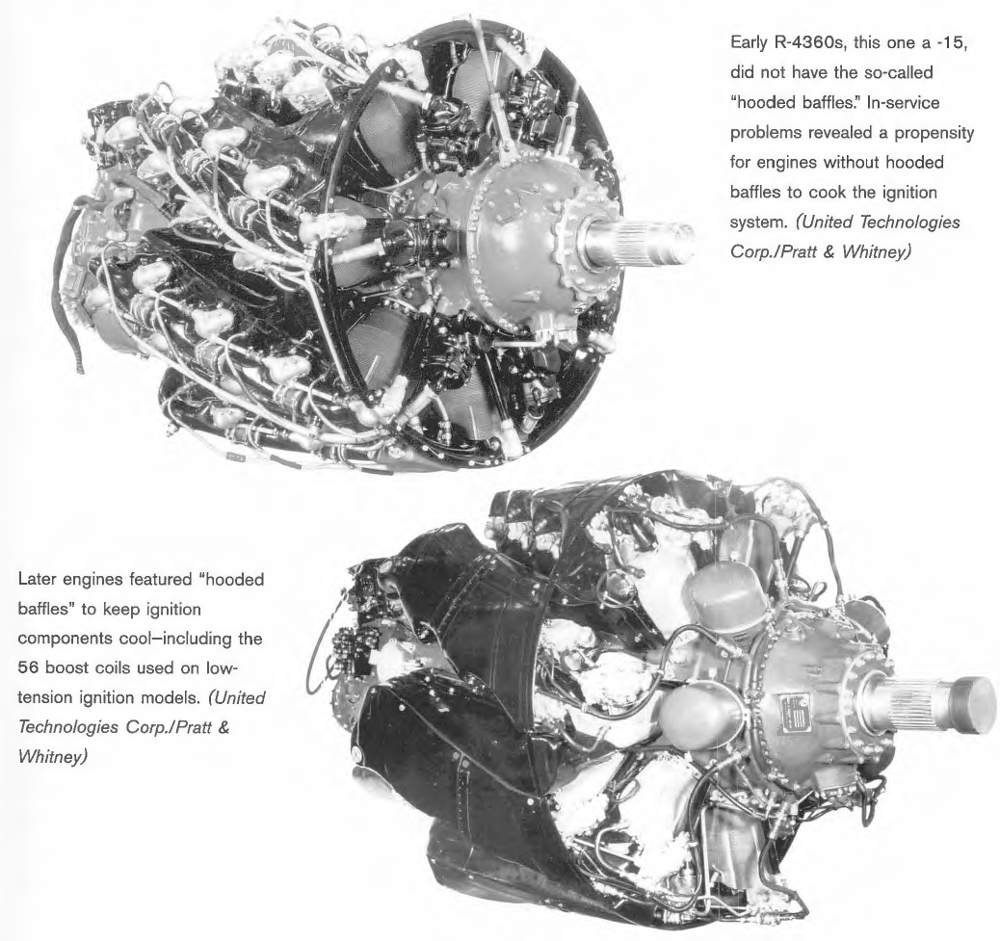 Early R-4360s, this one a -15,
did not have the so-called
“hooded baffles.” In-service
problems revealed a propensity
for engines without hooded
baffles to cook the ignition
system. (United Technologies
Corp./Pratt & Whitney)
Later engines featured “hooded
baffles” to keep ignition
components cool—including the
56 boost coils used on low-
tension ignition models. (United
Technologies Corp./Pratt &
Whitney)